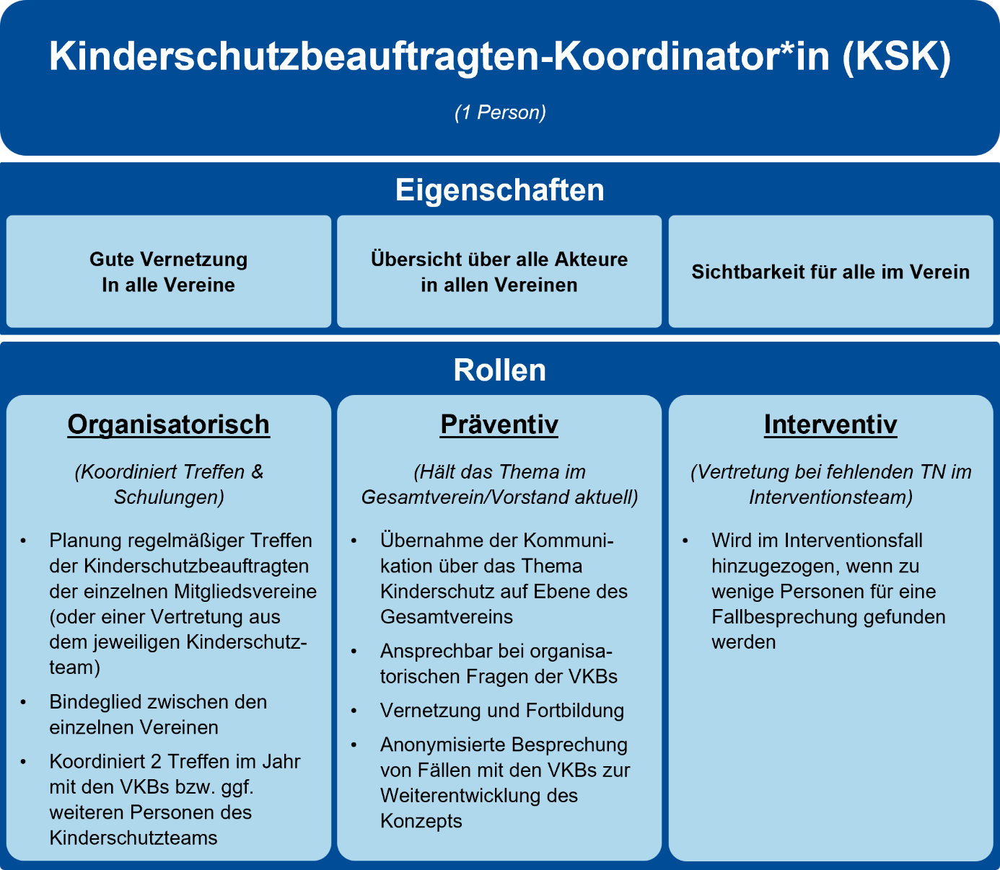 Kinderschutzbeauftragten-Koordinator*in (KSK)
(1 Person)
Eigenschaften
Gute Vernetzung
In alle Vereine
Übersicht über alle Akteure
in allen Vereinen
Sichtbarkeit für alle im Verein
Rollen
Organisatorisch
(Koordiniert Treffen &
Schulungen)
• Planung regelmäßiger Treffen
der Kinderschutzbeauftragten
der einzelnen Mitgliedsvereine
(oder einer Vertretung aus
dem jeweiligen Kinderschutz-
team)
• Bindeglied zwischen den
einzelnen Vereinen
• Koordiniert 2 Treffen im Jahr
mit den VKBs bzw. ggf.
weiteren Personen des
Kinderschutzteams
Präventiv
(Hält das Thema im
Gesamtverein/Vorstand aktuell)
• Übernahme der Kommuni-
kation über das Thema
Kinderschutz auf Ebene des
Gesamtvereins
• Ansprechbar bei organisa-
torischen Fragen der VKBs
• Vernetzung und Fortbildung
• Anonymisierte Besprechung
von Fällen mit den VKBs zur
Weiterentwicklung des
Konzepts
Interventiv
(Vertretung bei fehlenden TN im
Interventionsteam)
• Wird im Interventionsfall
hinzugezogen, wenn zu
wenige Personen für eine
Fallbesprechung gefunden
werden